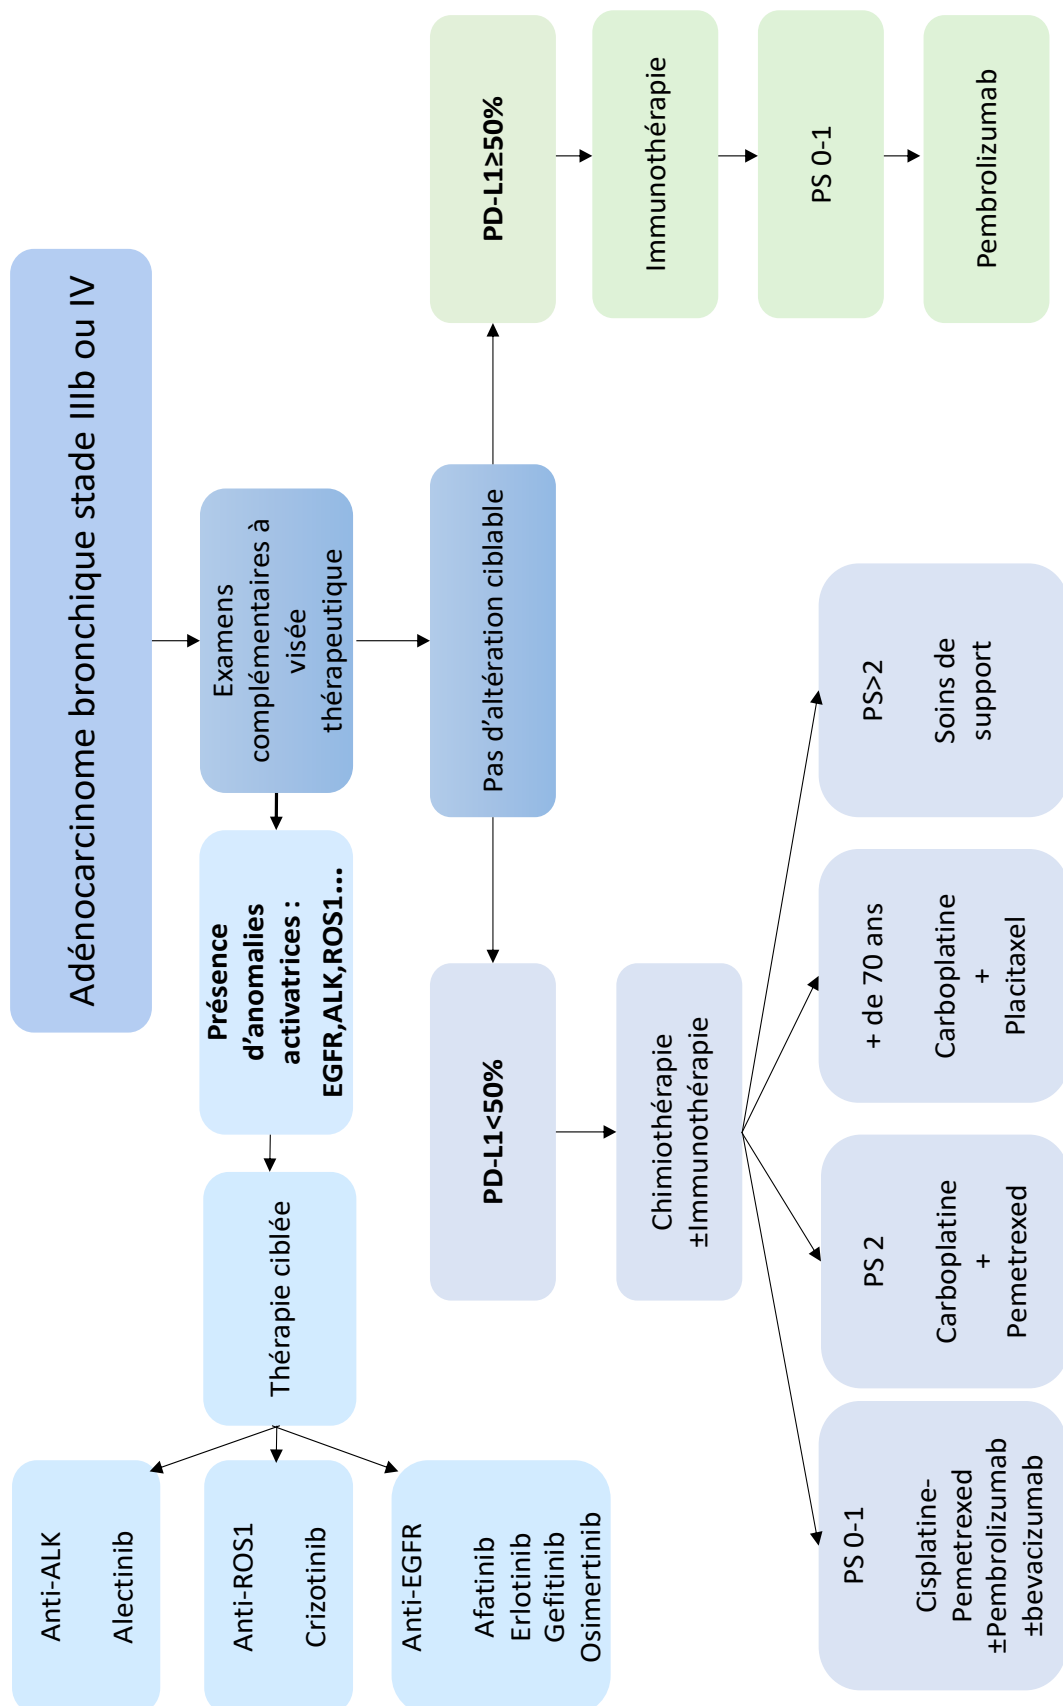 Adénocarcinome bronchique stade IIIb ou IV
Examens
complémentaires à
visée
thérapeutique
Présence
d'anomalies
activatrices :
EGFR,ALK,ROS1...
Thérapie ciblée
Anti-ALK
Alectinib
Anti-ROS1
Crizotinib
Anti-EGFR
Afatinib
Erlotinib
Gefitinib
Osimertinib
Pas d'altération ciblable
PD-L1<50%
Chimiothérapie
±Immunothérapie
PS 0-1
Cisplatine-
Pemetrexed
±Pembrolizumab
±bevacizumab
PS 2
Carboplatine
+
Pemetrexed
+ de 70 ans
Carboplatine
+
Placitaxel
PS>2
Soins de
support
PD-L1≥50%
Immunothérapie
PS 0-1
Pembrolizumab